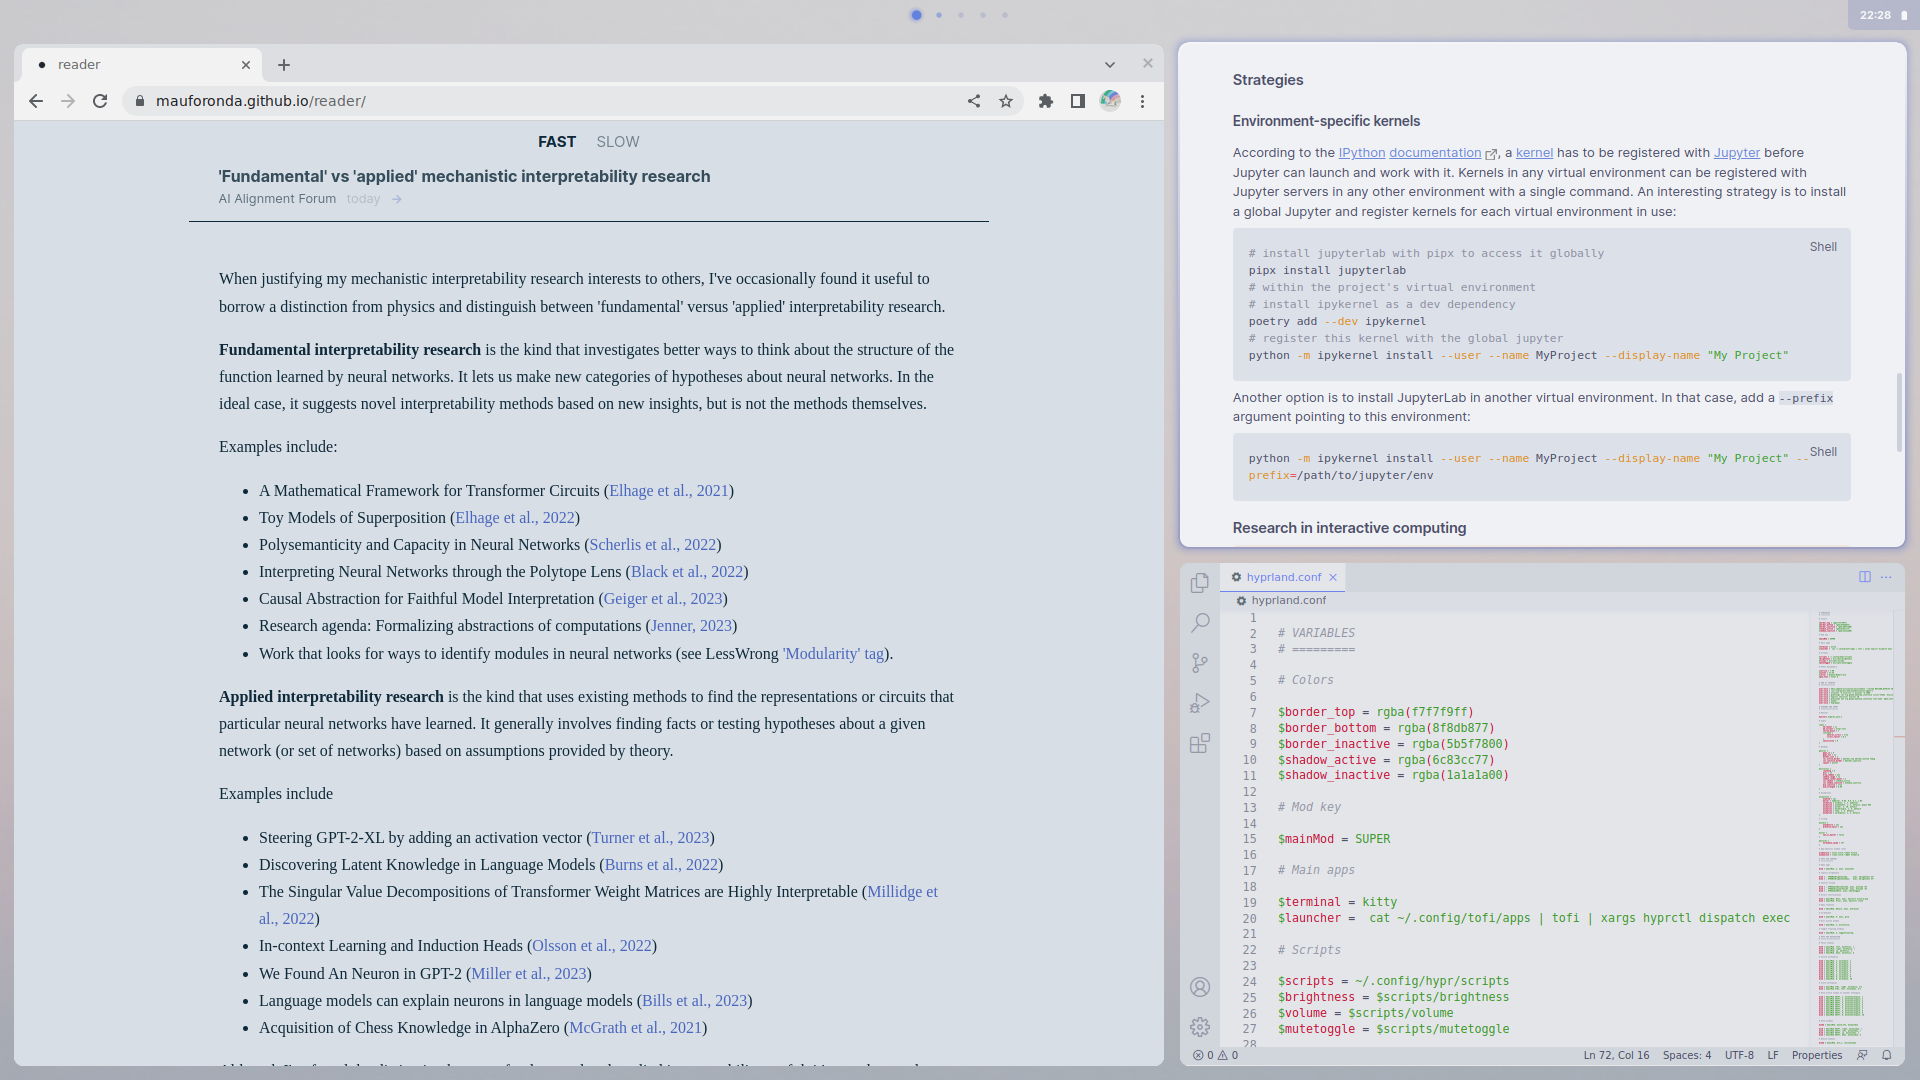 22:28
reader
mauforonda.github.io/reader/
FAST SLOW
'Fundamental' vs 'applied' mechanistic interpretability research
AI Alignment Forum today →
When justifying my mechanistic interpretability research interests to others, I've occasionally found it useful to
borrow a distinction from physics and distinguish between 'fundamental' versus 'applied' interpretability research.
Fundamental interpretability research is the kind that investigates better ways to think about the structure of the
function learned by neural networks. It lets us make new categories of hypotheses about neural networks. In the
ideal case, it suggests novel interpretability methods based on new insights, but is not the methods themselves.
Examples include:
• A Mathematical Framework for Transformer Circuits (Elhage et al., 2021)
• Toy Models of Superposition (Elhage et al., 2022)
• Polysemanticity and Capacity in Neural Networks (Scherlis et al., 2022)
• Interpreting Neural Networks through the Polytope Lens (Black et al., 2022)
• Causal Abstraction for Faithful Model Interpretation (Geiger et al., 2023)
• Research agenda: Formalizing abstractions of computations (Jenner, 2023)
• Work that looks for ways to identify modules in neural networks (see LessWrong 'Modularity' tag).
Applied interpretability research is the kind that uses existing methods to find the representations or circuits that
particular neural networks have learned. It generally involves finding facts or testing hypotheses about a given
network (or set of networks) based on assumptions provided by theory.
Examples include
• Steering GPT-2-XL by adding an activation vector (Turner et al., 2023)
• Discovering Latent Knowledge in Language Models (Burns et al., 2022)
• The Singular Value Decompositions of Transformer Weight Matrices are Highly Interpretable (Millidge et
al., 2022)
• In-context Learning and Induction Heads (Olsson et al., 2022)
• We Found An Neuron in GPT-2 (Miller et al., 2023)
• Language models can explain neurons in language models (Bills et al., 2023)
• Acquisition of Chess Knowledge in AlphaZero (McGrath et al., 2021)
Strategies
Environment-specific kernels
According to the IPython documentation, a kernel has to be registered with Jupyter before
Jupyter can launch and work with it. Kernels in any virtual environment can be registered with
Jupyter servers in any other environment with a single command. An interesting strategy is to install
a global Jupyter and register kernels for each virtual environment in use:
Shell
# install jupyterlab with pipx to access it globally
pipx install jupyterlab
# within the project's virtual environment
# install ipykernel as a dev dependency
poetry add --dev ipykernel
# register this kernel with the global jupyter
python -m ipykernel install --user --name MyProject --display-name "My Project"
Another option is to install JupyterLab in another virtual environment. In that case, add a --prefix
argument pointing to this environment:
Shell
python -m ipykernel install --user --name MyProject --display-name "My Project" --
prefix=/path/to/jupyter/env
Research in interactive computing
hyprland.conf
hyprland.conf
1
2 # VARIABLES
3 # =========
4
5 # Colors
6
7 $border_top = rgba(f7f7f9ff)
8 $border_bottom = rgba(8f8db877)
9 $border_inactive = rgba(5b5f7800)
10 $shadow_active = rgba(6c83cc77)
11 $shadow_inactive = rgba(1a1a1a00)
12
13 # Mod key
14
15 $mainMod = SUPER
16
17 # Main apps
18
19 $terminal = kitty
20 $launcher =  cat ~/.config/tofi/apps | tofi | xargs hyprctl dispatch exec
21
22 # Scripts
23
24 $scripts = ~/.config/hypr/scripts
25 $brightness = $scripts/brightness
26 $volume = $scripts/volume
27 $mutetoggle = $scripts/mutetoggle
28
0 0 Ln 72, Col 16 Spaces: 4 UTF-8 LF Properties